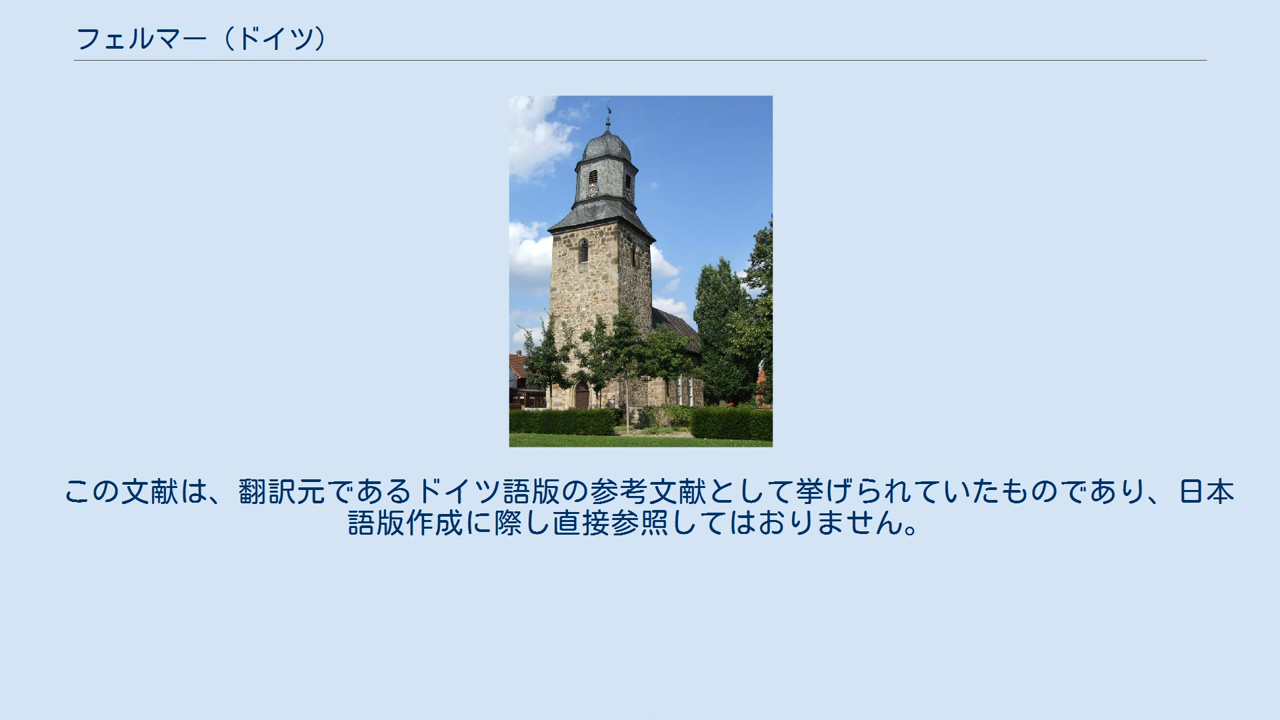 フェルマー（ドイツ）
この文献は、翻訳元であるドイツ語版の参考文献として挙げられていたものであり、日本
語版作成に際し直接参照してはおりません。